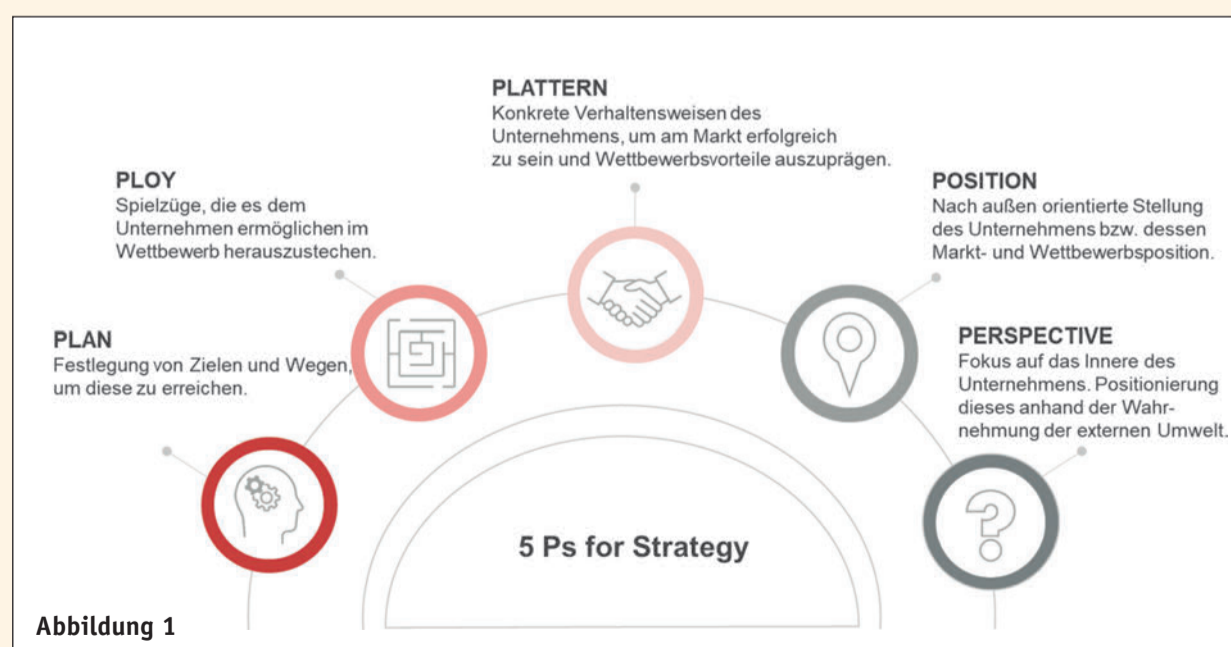 PLATTERN
Konkrete Verhaltensweisen des
Unternehmens, um am Markt erfolgreich
zu sein und Wettbewerbsvorteile auszuprägen.
PLOY
Spielzüge, die es dem
Unternehmen ermöglichen im
Wettbewerb herauszustechen.
POSITION
Nach außen orientierte Stellung
des Unternehmens bzw. dessen
Markt- und Wettbewerbsposition.
PLAN
Festlegung von Zielen und Wegen,
um diese zu erreichen.
PERSPECTIVE
Fokus auf das Innere des
Unternehmens. Positionierung
dieses anhand der Wahr-
nehmung der externen Umwelt.
5 Ps for Strategy
Abbildung 1